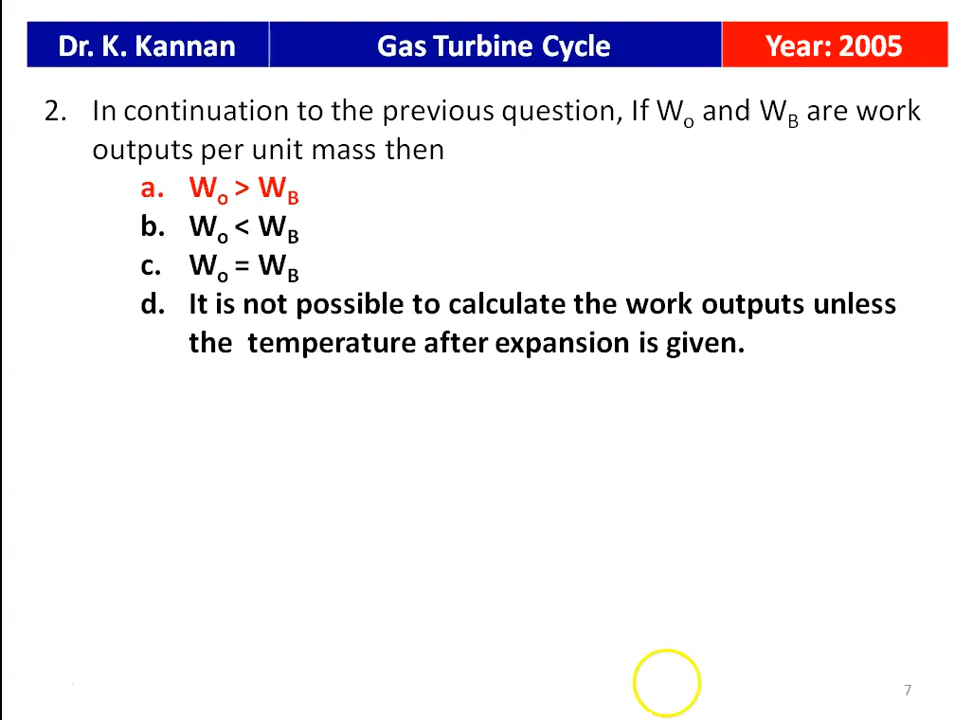 Dr. K. Kannan Gas Turbine Cycle Year: 2005
2. In continuation to the previous question, If Wo and WB are work
outputs per unit mass then
a. Wo > WB
b. Wo < WB
c. Wo = WB
d. It is not possible to calculate the work outputs unless
the temperature after expansion is given.
7